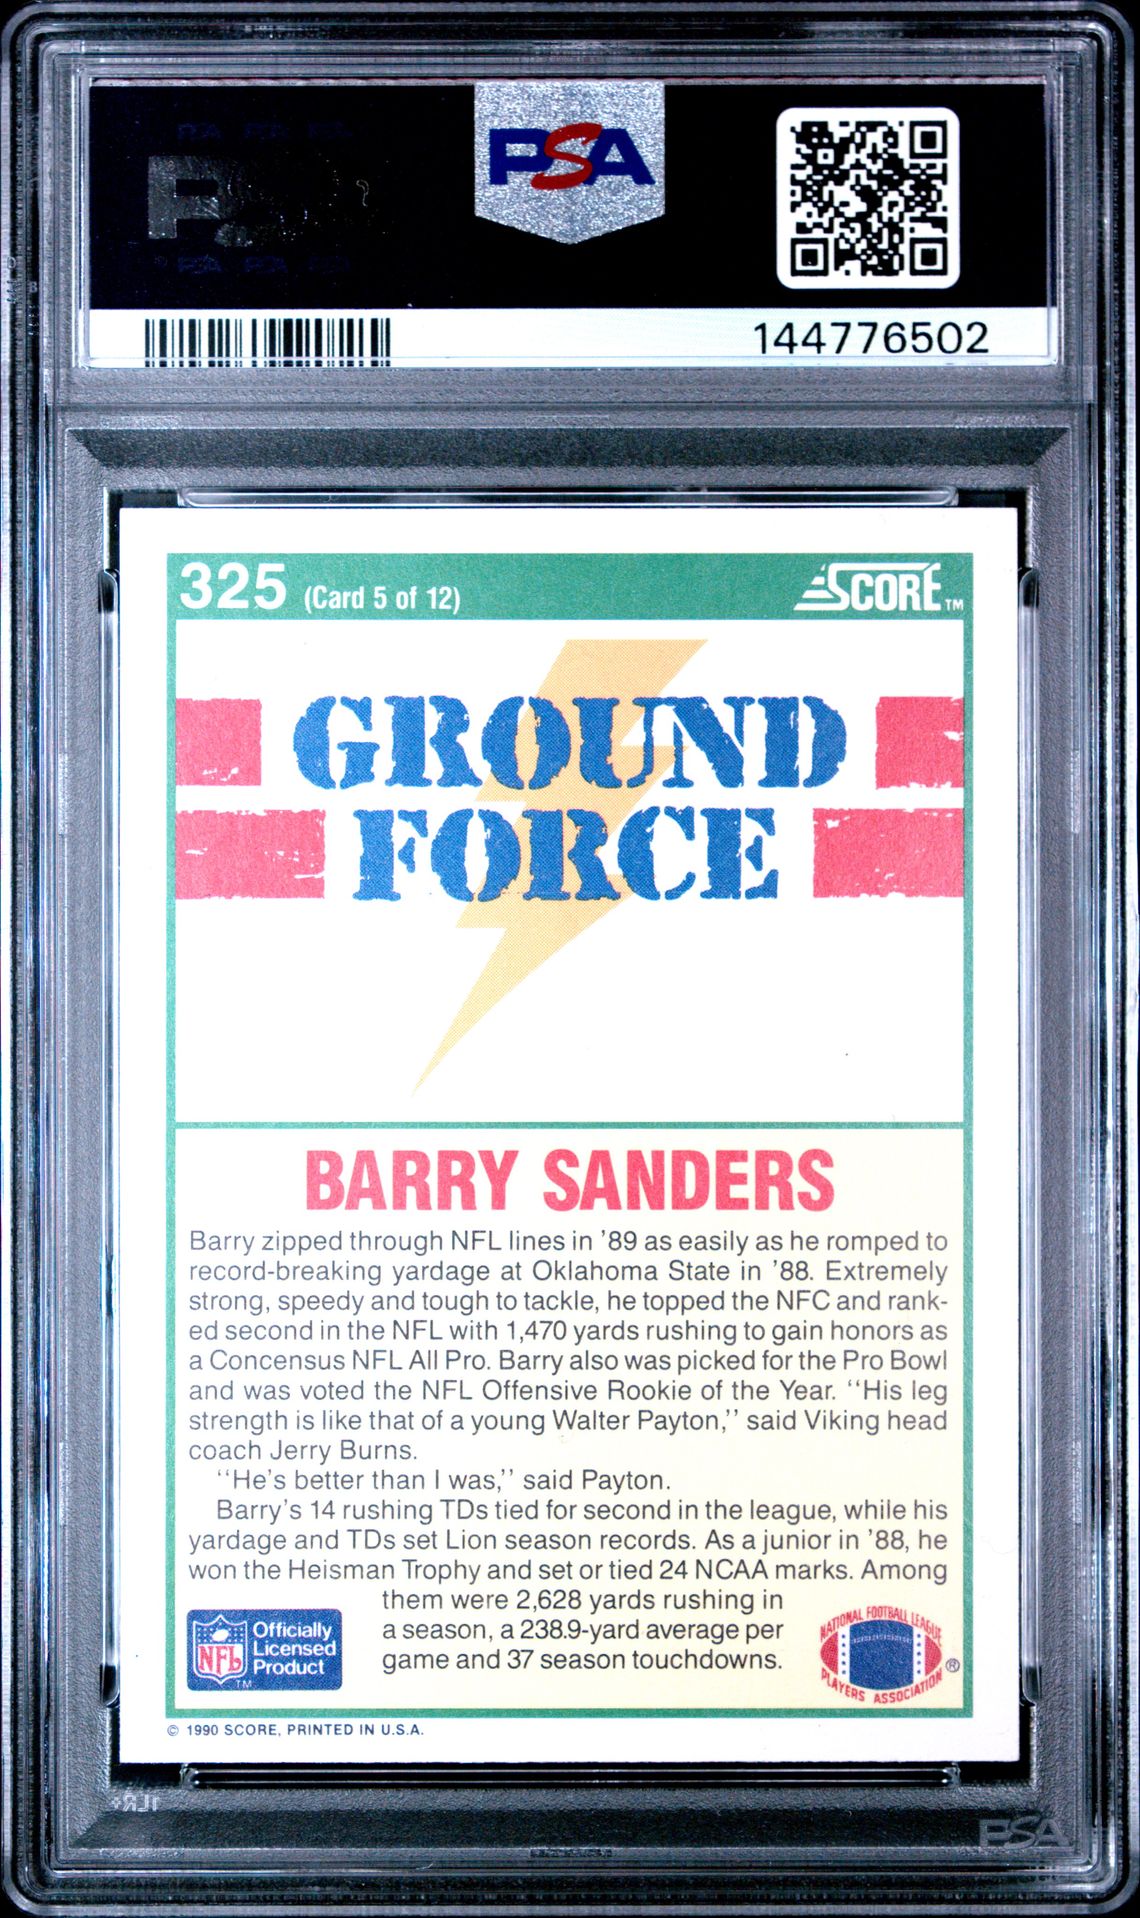 PSA
144776502
325 (Card 5 of 12)
SCORE TM
GROUND
FORCE
BARRY SANDERS
Barry zipped through NFL lines in '89 as easily as he romped to
record-breaking yardage at Oklahoma State in '88. Extremely
strong, speedy and tough to tackle, he topped the NFC and rank-
ed second in the NFL with 1,470 yards rushing to gain honors as
a Concensus NFL All Pro. Barry also was picked for the Pro Bowl
and was voted the NFL Offensive Rookie of the Year. "His leg
strength is like that of a young Walter Payton," said Viking head
coach Jerry Burns.
"He's better than I was," said Payton.
Barry's 14 rushing TDs tied for second in the league, while his
yardage and TDs set Lion season records. As a junior in '88, he
won the Heisman Trophy and set or tied 24 NCAA marks. Among
them were 2,628 yards rushing in
a season, a 238.9-yard average per
game and 37 season touchdowns.
NFL TM
Officially
Licensed
Product
NATIONAL FOOTBALL LEAGUE
PLAYERS ASSOCIATION ®
© 1990 SCORE, PRINTED IN U.S.A.
PSA